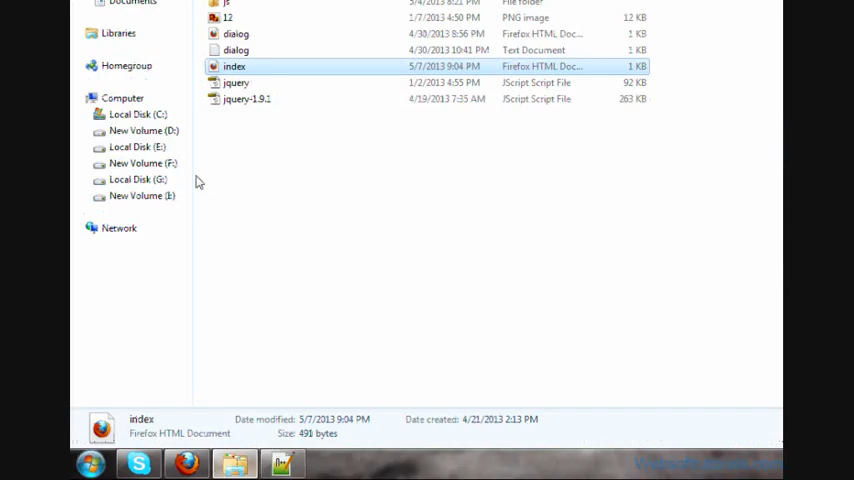 Documents
js 5/4/2013 8:21 PM File folder
12 1/7/2013 4:50 PM PNG image 12 KB
dialog 4/30/2013 8:56 PM Firefox HTML Doc... 1 KB
dialog 4/30/2013 10:41 PM Text Document 1 KB
index 5/7/2013 9:04 PM Firefox HTML Doc... 1 KB
jquery 1/2/2013 4:55 PM JScript Script File 92 KB
jquery-1.9.1 4/19/2013 7:35 AM JScript Script File 263 KB
Libraries
Homegroup
Computer
Local Disk (C:)
New Volume (D:)
Local Disk (E:)
New Volume (F:)
Local Disk (G:)
New Volume (I:)
Network
index Date modified: 5/7/2013 9:04 PM Date created: 4/21/2013 2:13 PM
Firefox HTML Document Size: 491 bytes